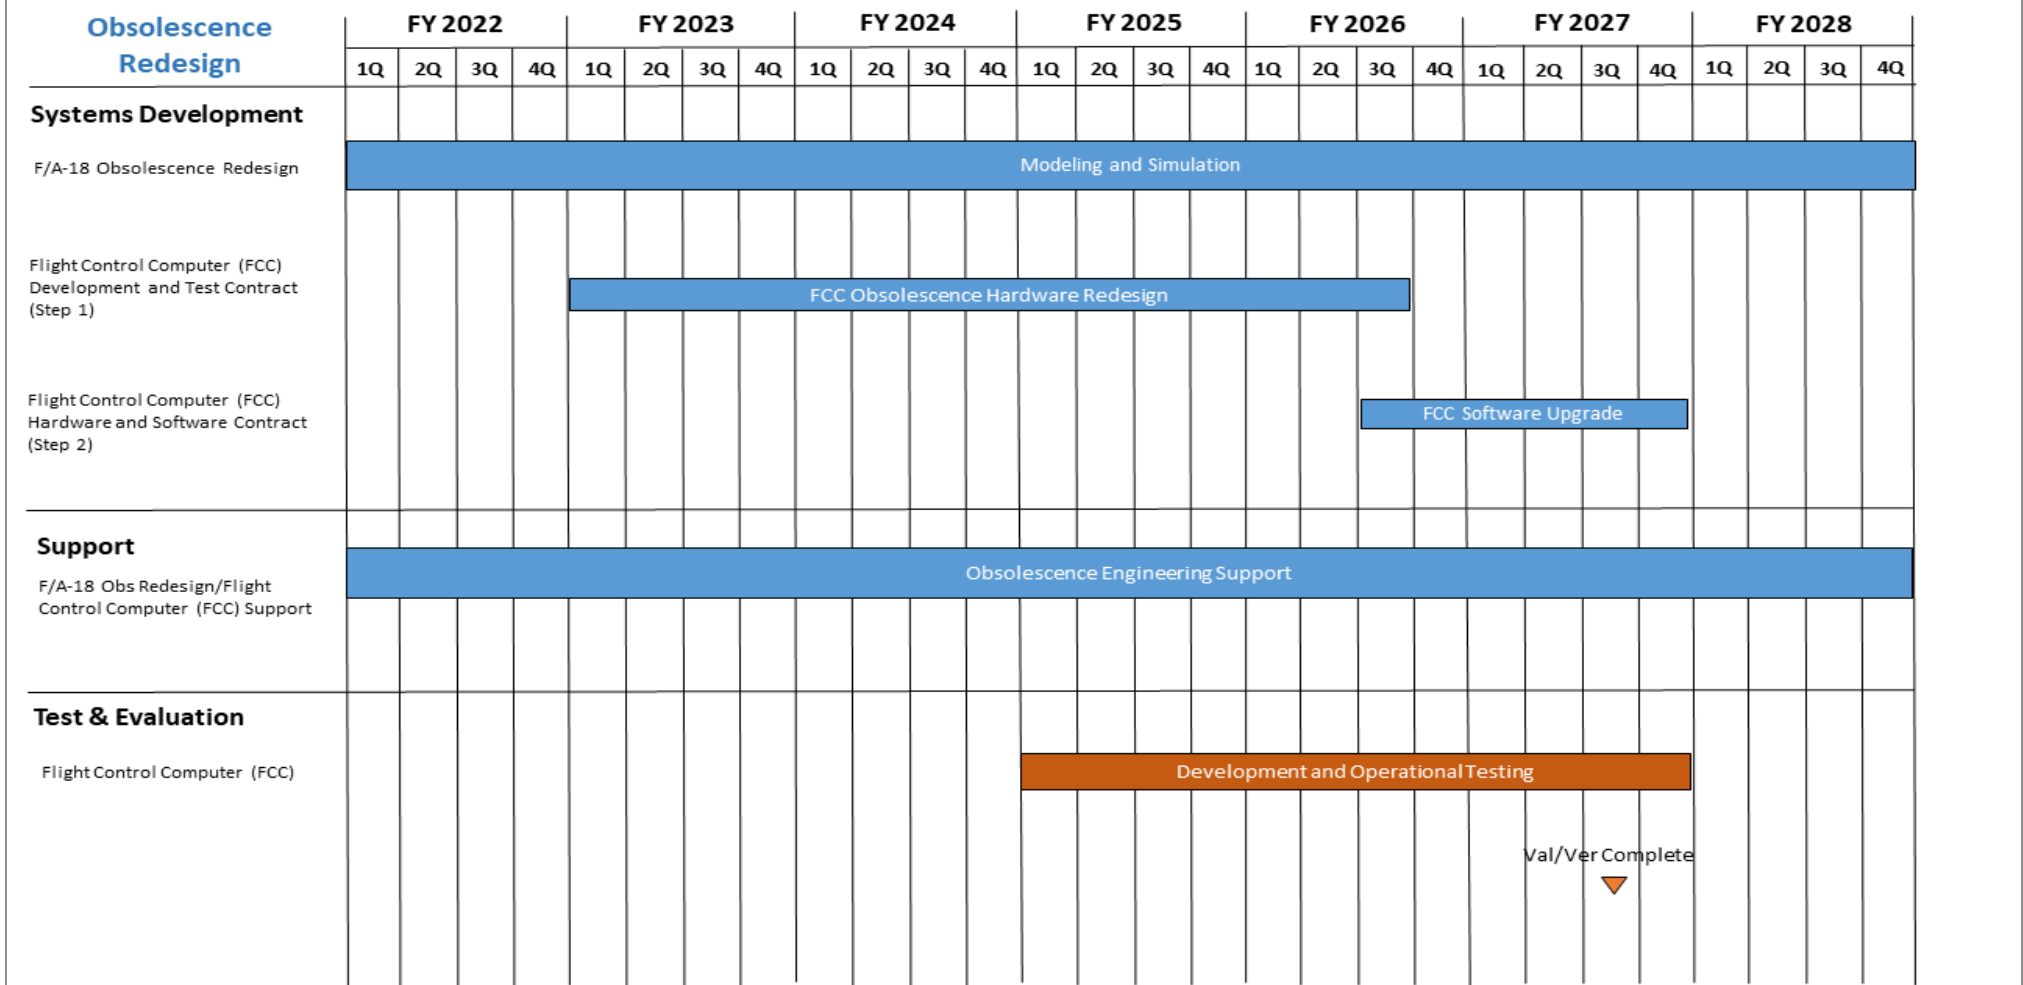 Obsolescence
Redesign
FY 2022 FY 2023 FY 2024 FY 2025 FY 2026 FY 2027 FY 2028
1Q 2Q 3Q 4Q 1Q 2Q 3Q 4Q 1Q 2Q 3Q 4Q 1Q 2Q 3Q 4Q 1Q 2Q 3Q 4Q 1Q 2Q 3Q 4Q 1Q 2Q 3Q 4Q
Systems Development
F/A-18 Obsolescence Redesign
Modeling and Simulation
Flight Control Computer (FCC)
Development and Test Contract
(Step 1)
FCC Obsolescence Hardware Redesign
Flight Control Computer (FCC)
Hardware and Software Contract
(Step 2)
FCC Software Upgrade
Support
F/A-18 Obs Redesign/Flight
Control Computer (FCC) Support
Obsolescence Engineering Support
Test & Evaluation
Flight Control Computer (FCC)
Development and Operational Testing
Val/Ver Complete